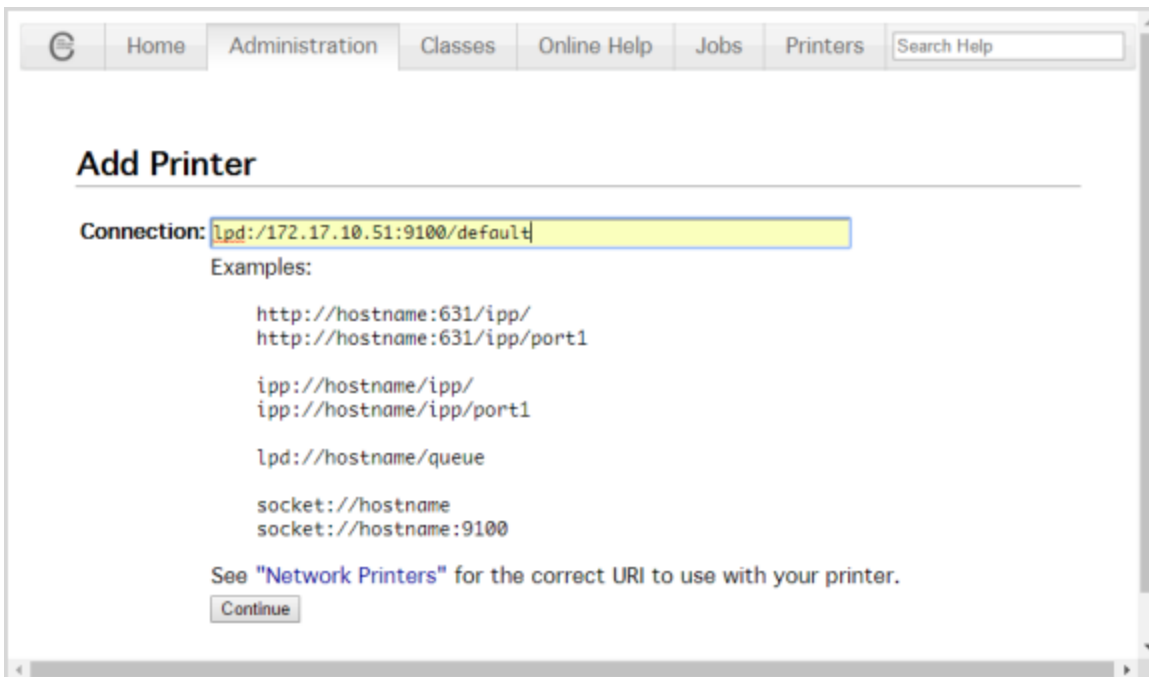 Home Administration Classes Online Help Jobs Printers Search Help
Add Printer
Connection: lpd:/172.17.10.51:9100/default
Examples:
http://hostname:631/ipp/
http://hostname:631/ipp/port1
ipp://hostname/ipp/
ipp://hostname/ipp/port1
lpd://hostname/queue
socket://hostname
socket://hostname:9100
See "Network Printers" for the correct URI to use with your printer.
Continue